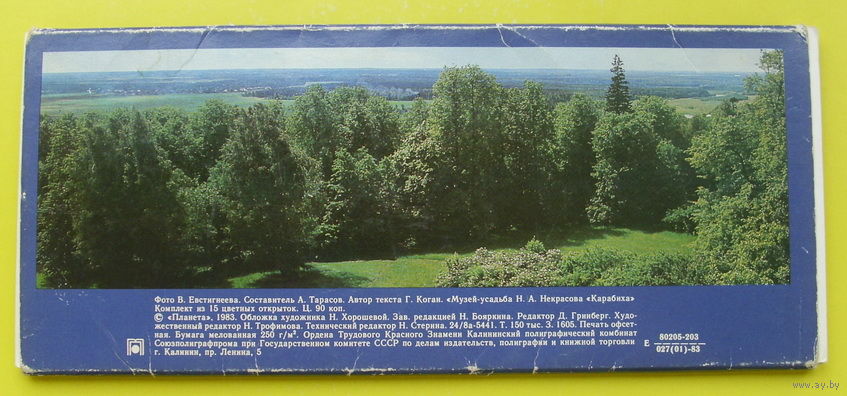 Фото В. Евстигнеева. Составитель А. Тарасов. Автор текста Г. Коган. «Музей-усадьба Н. А. Некрасова «Карабиха»
Комплект из 15 цветных открыток. Ц. 90 коп.
© «Планета», 1983. Обложка художника Н. Хорошевой. Зав. редакцией Н. Бояркина. Редактор Д. Гринберг. Худо-
жественный редактор Н. Трофимова. Технический редактор Н. Стерина. 24/8а-5441. Т. 150 тыс. З. 1605. Печать офсет-
ная. Бумага мелованная 250 г/м². Ордена Трудового Красного Знамени Калининский полиграфический комбинат
Союзполиграфпрома при Государственном комитете СССР по делам издательств, полиграфии и книжной торговли
г. Калинин, пр. Ленина, 5
Е 80205-203
027(01)-83
www.ay.by